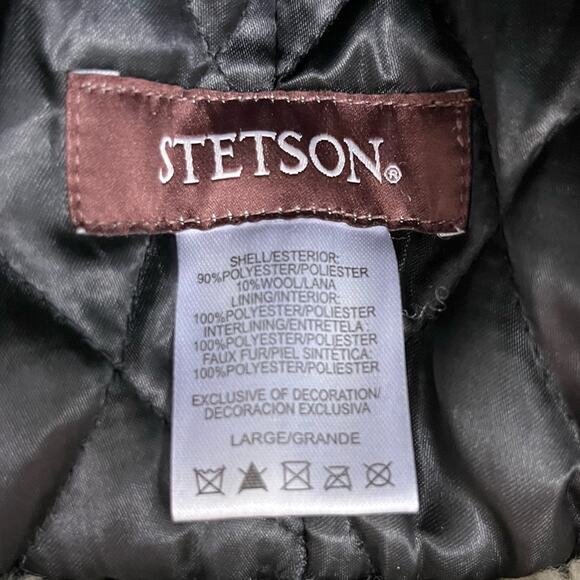 STETSON®
SHELL/EXTERIOR:
90%POLYESTER/POLIESTER
10%WOOL/LANA
LINING/INTERIOR:
100%POLYESTER/POLIESTER
INTERLINING/ENTRETELA :
100%POLYESTER/POLIESTER
FAUX FUR/PIEL SINTÉTICA:
100%POLYESTER/POLIESTER
EXCLUSIVE OF DECORATION/
DECORACION EXCLUSIVA
LARGE/GRANDE